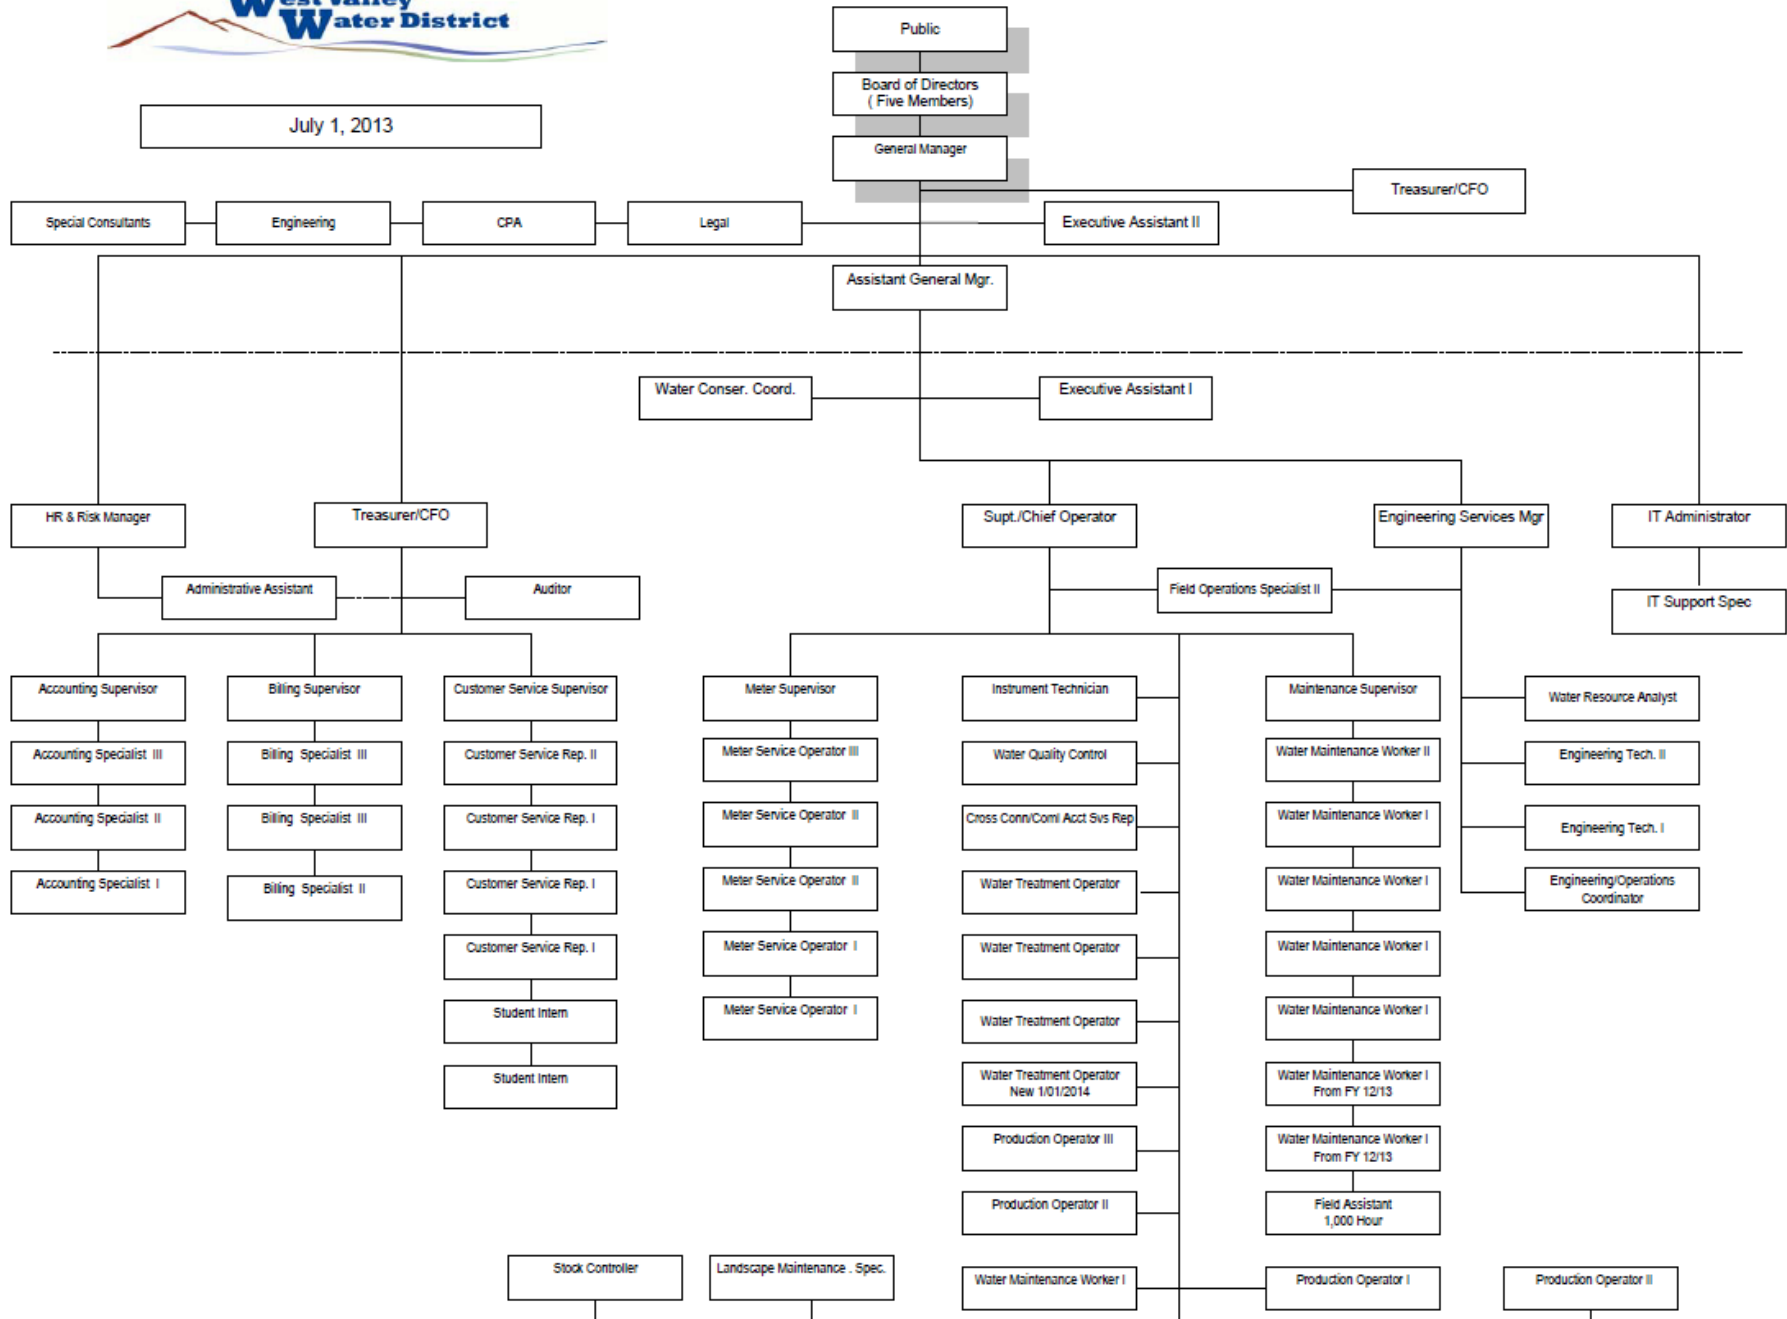 West Valley
Water District
July 1, 2013
Public
Board of Directors
( Five Members)
General Manager
Treasurer/CFO
Special Consultants
Engineering
CPA
Legal
Executive Assistant II
Assistant General Mgr.
Water Conser. Coord.
Executive Assistant I
HR & Risk Manager
Treasurer/CFO
Supt./Chief Operator
Engineering Services Mgr
IT Administrator
Administrative Assistant
Auditor
Field Operations Specialist II
IT Support Spec
Accounting Supervisor
Accounting Specialist III
Accounting Specialist II
Accounting Specialist I
Billing Supervisor
Billing Specialist III
Billing Specialist III
Billing Specialist II
Customer Service Supervisor
Customer Service Rep. II
Customer Service Rep. I
Customer Service Rep. I
Customer Service Rep. I
Student Intern
Student Intern
Meter Supervisor
Meter Service Operator III
Meter Service Operator II
Meter Service Operator II
Meter Service Operator I
Meter Service Operator I
Instrument Technician
Water Quality Control
Cross Conn/Coml Acct Svs Rep
Water Treatment Operator
Water Treatment Operator
Water Treatment Operator
Water Treatment Operator
New 1/01/2014
Production Operator III
Production Operator II
Maintenance Supervisor
Water Maintenance Worker II
Water Maintenance Worker I
Water Maintenance Worker I
Water Maintenance Worker I
Water Maintenance Worker I
Water Maintenance Worker I
From FY 12/13
Water Maintenance Worker I
From FY 12/13
Field Assistant
1,000 Hour
Water Resource Analyst
Engineering Tech. II
Engineering Tech. I
Engineering/Operations
Coordinator
Stock Controller
Landscape Maintenance . Spec.
Water Maintenance Worker I
Production Operator I
Production Operator II